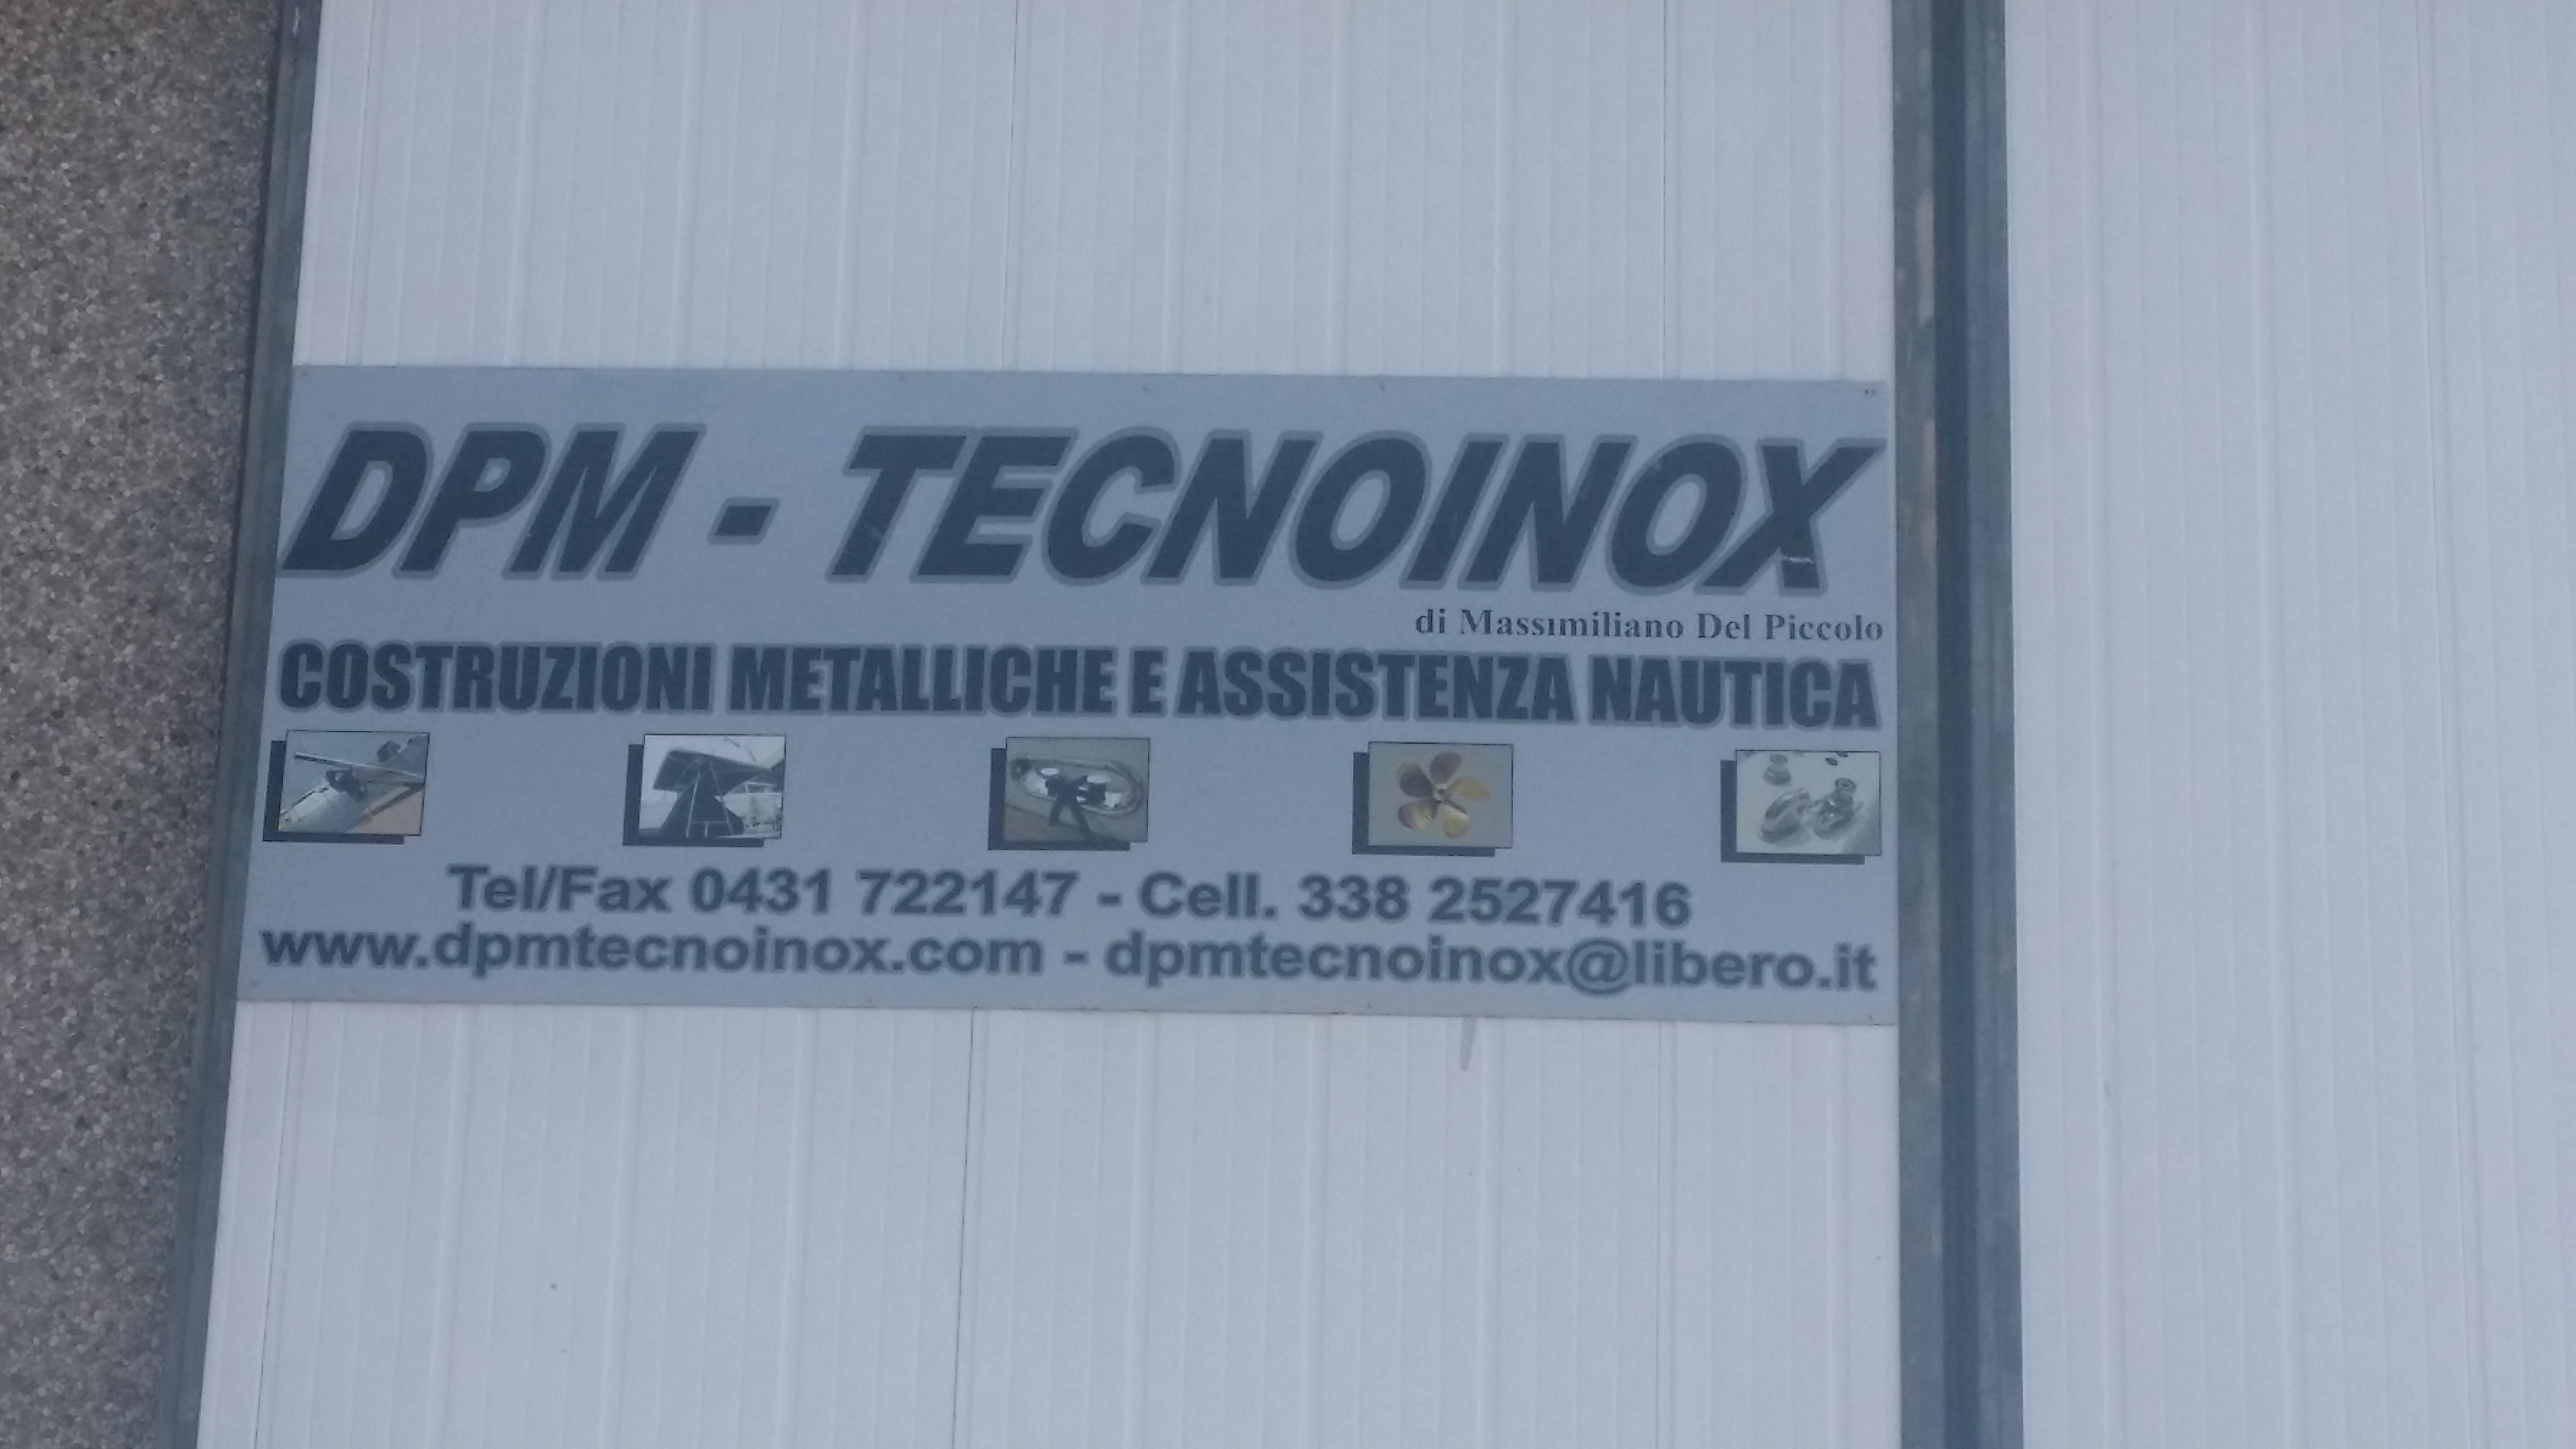 DPM - TECNOINOX
di Massimiliano Del Piccolo
COSTRUZIONI METALLICHE E ASSISTENZA NAUTICA
Tel/Fax 0431 722147 - Cell. 338 2527416
www.dpmtecnoinox.com - dpmtecnoinox@libero.it